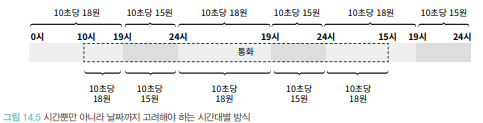 10초당 18원 10초당 15원 10초당 18원 10초당 15원 10초당 18원 10초당 15원
0시 10시 19시 24시 19시 24시 15시 19시 24시
통화
10초당 10초당 10초당 10초당 10초당
18원 15원 18원 15원 18원
그림 14.5 시간뿐만 아니라 날짜까지 고려해야 하는 시간대별 방식